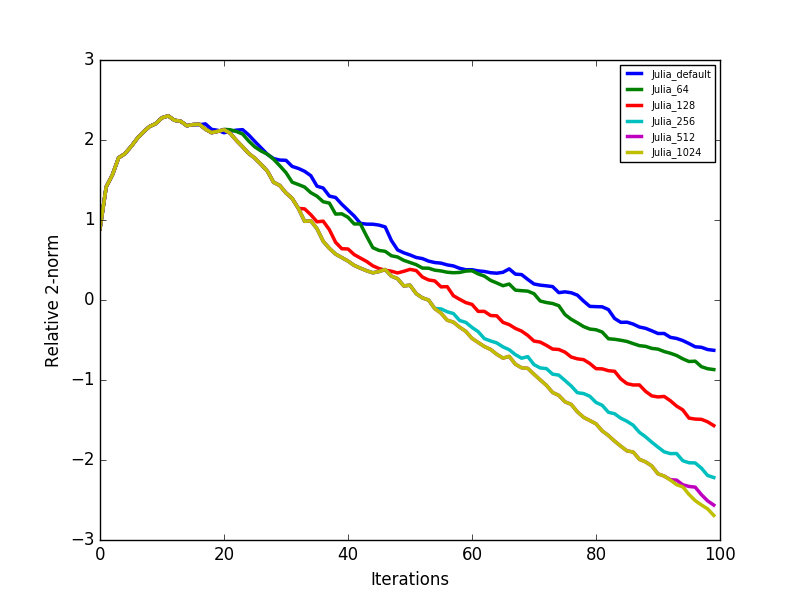 3
2
1
0
−1
−2
−3
0
20
40
60
80
100
Relative 2-norm
Iterations
Julia_default
Julia_64
Julia_128
Julia_256
Julia_512
Julia_1024